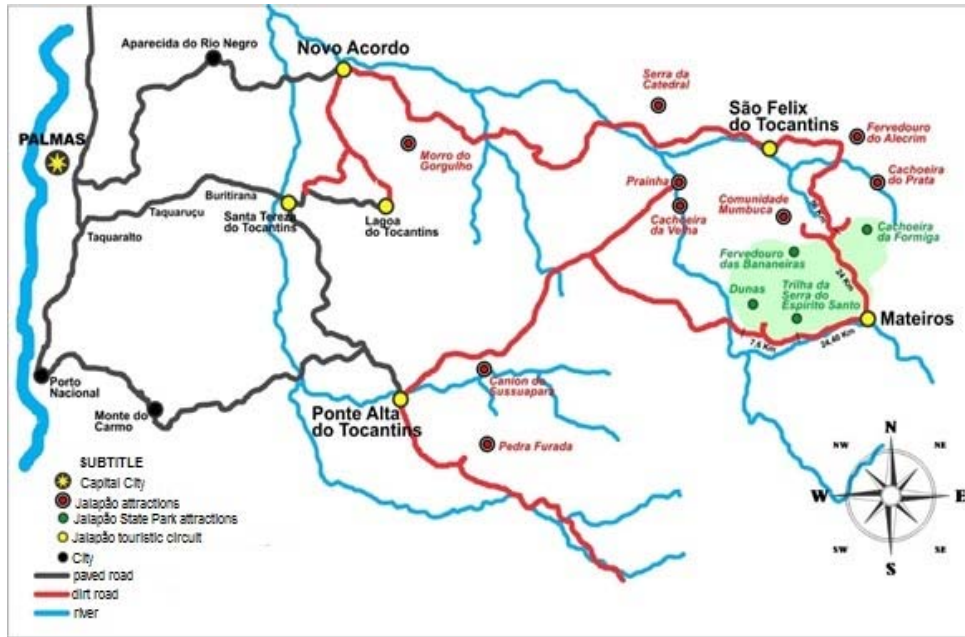 Aparecida do Rio Negro
Novo Acordo
Serra da
Catedral
São Felix
do Tocantins
Fervedouro
do Alecrim
PALMAS
Morro do
Gorgulho
Cachoeira
do Prata
Prainha
Buritirana
Taquaruçu
Taquaralto
Santa Tereza
do Tocantins
Lagoa
do Tocantins
Cachoeira
da Velha
Comunidade
Mumbuca
Cachoeira
da Formiga
Fervedouro
das Bananeiras
24 Km
Dunas
Trilha da
Serra do
Espírito Santo
Mateiros
7,6 Km
24,40 Km
Porto
Nacional
Monte do
Carmo
Ponte Alta
do Tocantins
Canion do
Sussuapara
Pedra Furada
SUBTITLE
Capital City
Jalapão attractions
Jalapão State Park attractions
Jalapão touristic circuit
City
paved road
dirt road
river
N
NW
NE
W
E
SW
SE
S